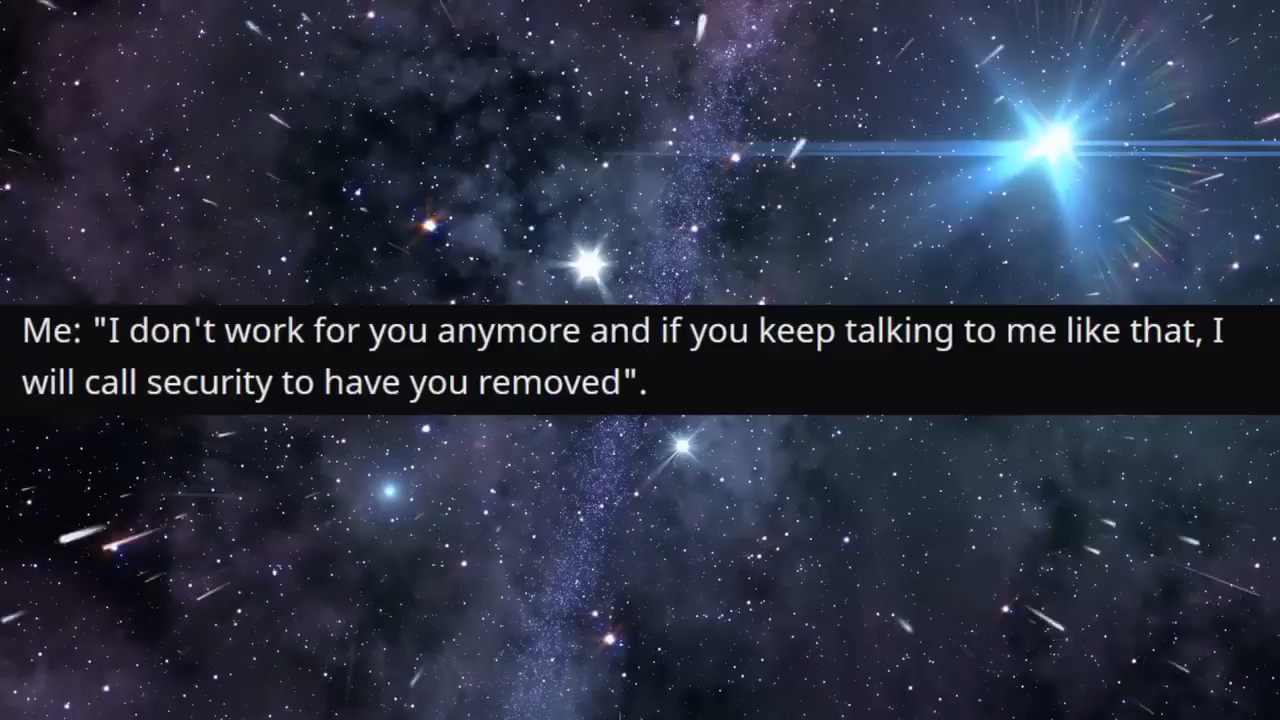 Me: "I don't work for you anymore and if you keep talking to me like that, I
will call security to have you removed".